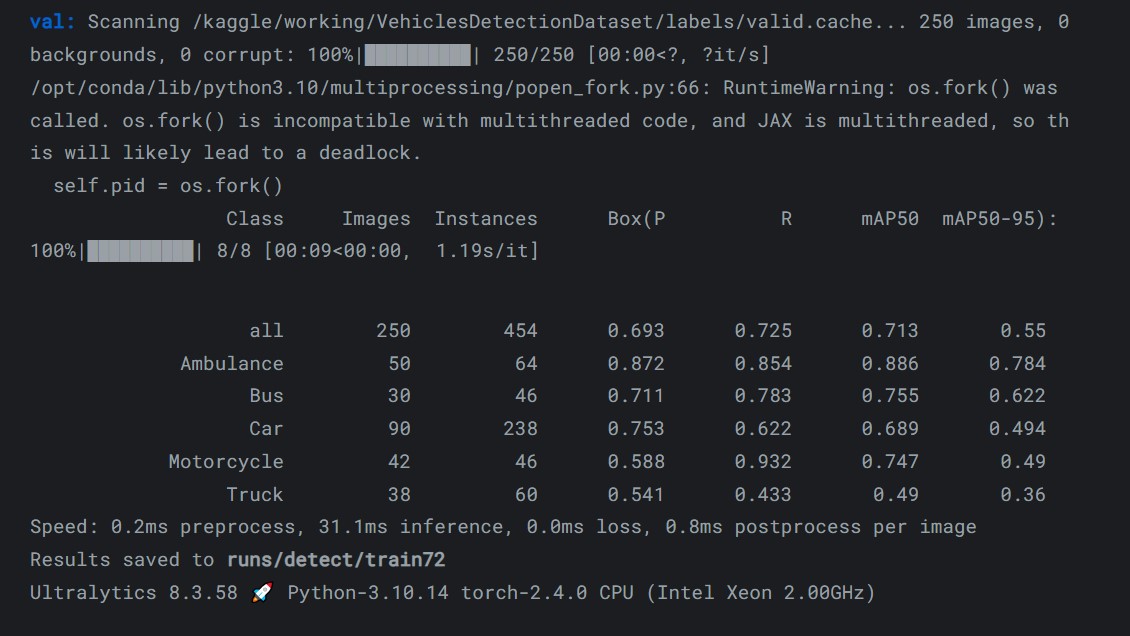 val: Scanning /kaggle/working/VehiclesDetectionDataset/labels/valid.cache... 250 images, 0
backgrounds, 0 corrupt: 100%|██████████| 250/250 [00:00<?, ?it/s]
/opt/conda/lib/python3.10/multiprocessing/popen_fork.py:66: RuntimeWarning: os.fork() was
called. os.fork() is incompatible with multithreaded code, and JAX is multithreaded, so th
is will likely lead to a deadlock.
self.pid = os.fork()
Class Images Instances Box(P R mAP50 mAP50-95):
100%|██████████| 8/8 [00:09<00:00, 1.19s/it]
all 250 454 0.693 0.725 0.713 0.55
Ambulance 50 64 0.872 0.854 0.886 0.784
Bus 30 46 0.711 0.783 0.755 0.622
Car 90 238 0.753 0.622 0.689 0.494
Motorcycle 42 46 0.588 0.932 0.747 0.49
Truck 38 60 0.541 0.433 0.49 0.36
Speed: 0.2ms preprocess, 31.1ms inference, 0.0ms loss, 0.8ms postprocess per image
Results saved to runs/detect/train72
Ultralytics 8.3.58 🚀 Python-3.10.14 torch-2.4.0 CPU (Intel Xeon 2.00GHz)